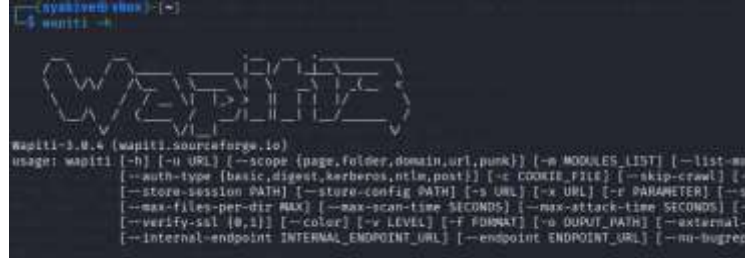 wapiti -h
Wapiti3
Wapiti-3.0.4 (wapiti.sourceforge.io)
usage: wapiti [-h] [-u URL] [--scope {page,folder,domain,url,punk}] [-m MODULES_LIST] [--list-mo
[--auth-type {basic,digest,kerberos,ntlm,post}] [-c COOKIE_FILE] [--skip-crawl] [-
[--store-session PATH] [--store-config PATH] [-s URL] [-x URL] [-r PARAMETER] [--s
[--max-files-per-dir MAX] [--max-scan-time SECONDS] [--max-attack-time SECONDS] [-
[--verify-ssl {0,1}] [--color] [-v LEVEL] [-f FORMAT] [-o OUPUT_PATH] [--external-
[--internal-endpoint INTERNAL_ENDPOINT_URL] [--endpoint ENDPOINT_URL] [--no-bugrep